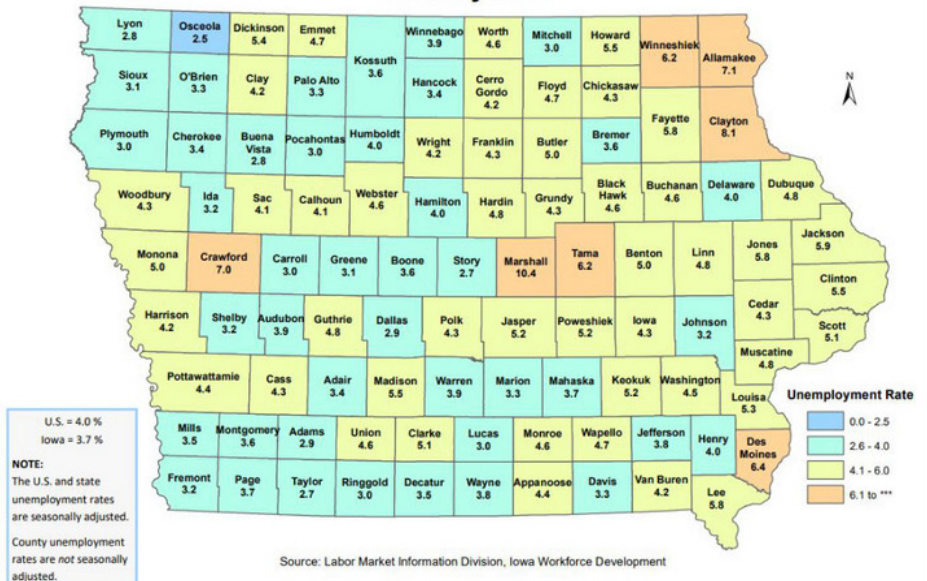 Lyon
2.8
Osceola
2.5
Dickinson
5.4
Emmet
4.7
Kossuth
3.6
Winnebago
3.9
Worth
4.6
Mitchell
3.0
Howard
5.5
Winneshiek
6.2
Allamakee
7.1
Sioux
3.1
O'Brien
3.3
Clay
4.2
Palo Alto
3.3
Hancock
3.4
Cerro
Gordo
4.2
Floyd
4.7
Chickasaw
4.3
N
Plymouth
3.0
Cherokee
3.4
Buena
Vista
2.8
Pocahontas
3.0
Humboldt
4.0
Wright
4.2
Franklin
4.3
Butler
5.0
Bremer
3.6
Fayette
5.8
Clayton
8.1
Woodbury
4.3
Ida
3.2
Sac
4.1
Calhoun
4.1
Webster
4.6
Hamilton
4.0
Hardin
4.8
Grundy
4.3
Black
Hawk
4.6
Buchanan
4.6
Delaware
4.0
Dubuque
4.8
Monona
5.0
Crawford
7.0
Carroll
3.0
Greene
3.1
Boone
3.6
Story
2.7
Marshall
10.4
Tama
6.2
Benton
5.0
Linn
4.8
Jones
5.8
Jackson
5.9
Clinton
5.5
Harrison
4.2
Shelby
3.2
Audubon
3.9
Guthrie
4.8
Dallas
2.9
Polk
4.3
Jasper
5.2
Poweshiek
5.2
Iowa
4.3
Johnson
3.2
Cedar
4.3
Scott
5.1
Muscatine
4.8
Pottawattamie
4.4
Cass
4.3
Adair
3.4
Madison
5.5
Warren
3.9
Marion
3.3
Mahaska
3.7
Keokuk
5.2
Washington
4.5
Louisa
5.3
Mills
3.5
Montgomery
3.6
Adams
2.9
Union
4.6
Clarke
5.1
Lucas
3.0
Monroe
4.6
Wapello
4.7
Jefferson
3.8
Henry
4.0
Des
Moines
6.4
Fremont
3.2
Page
3.7
Taylor
2.7
Ringgold
3.0
Decatur
3.5
Wayne
3.8
Appanoose
4.4
Davis
3.3
Van Buren
4.2
Lee
5.8
Unemployment Rate
0.0 - 2.5
2.6 - 4.0
4.1 - 6.0
6.1 to ***
U.S. = 4.0 %
Iowa = 3.7 %
NOTE:
The U.S. and state
unemployment rates
are seasonally adjusted.
County unemployment
rates are not seasonally
adjusted.
Source: Labor Market Information Division, Iowa Workforce Development